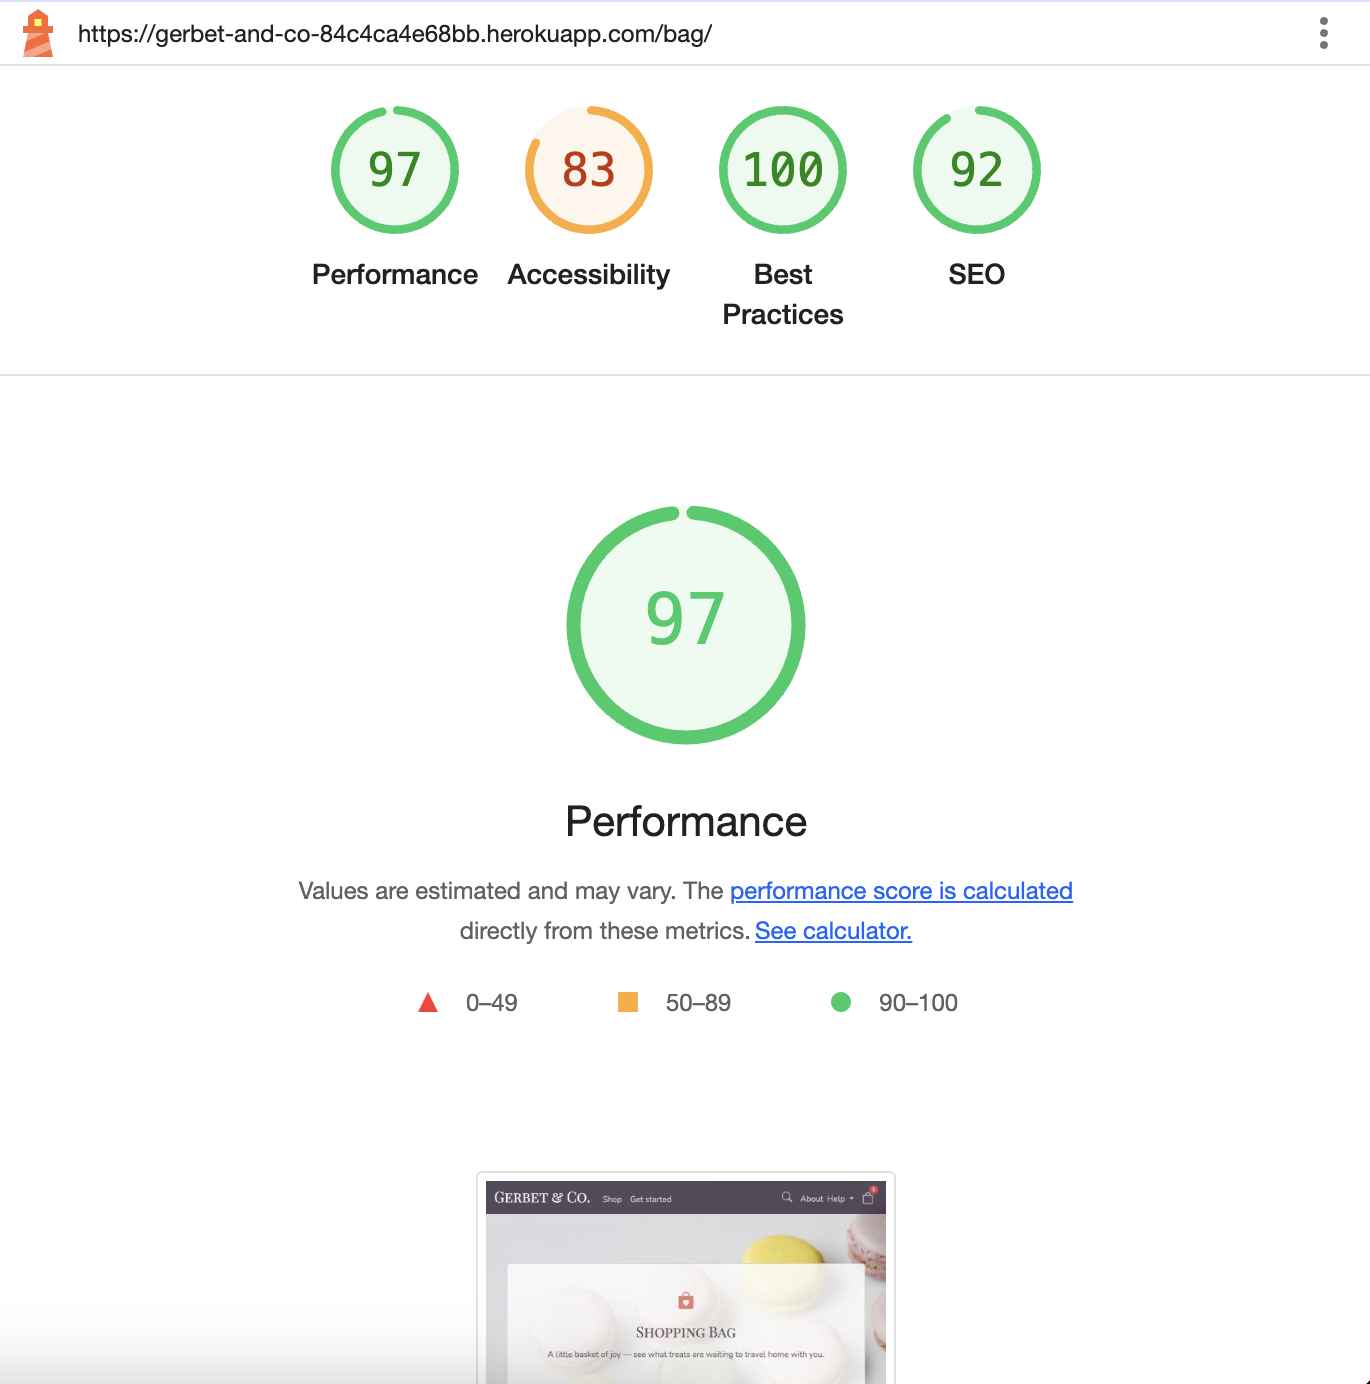 https://gerbet-and-co-84c4ca4e68bb.herokuapp.com/bag/
97
83
100
92
Performance
Accessibility
Best
Practices
SEO
97
Performance
Values are estimated and may vary. The performance score is calculated
directly from these metrics. See calculator.
0–49
50–89
90–100
GERBET & CO. Shop Get started About Help 1
SHOPPING BAG
A little basket of joy — see what treats are waiting to travel home with you.